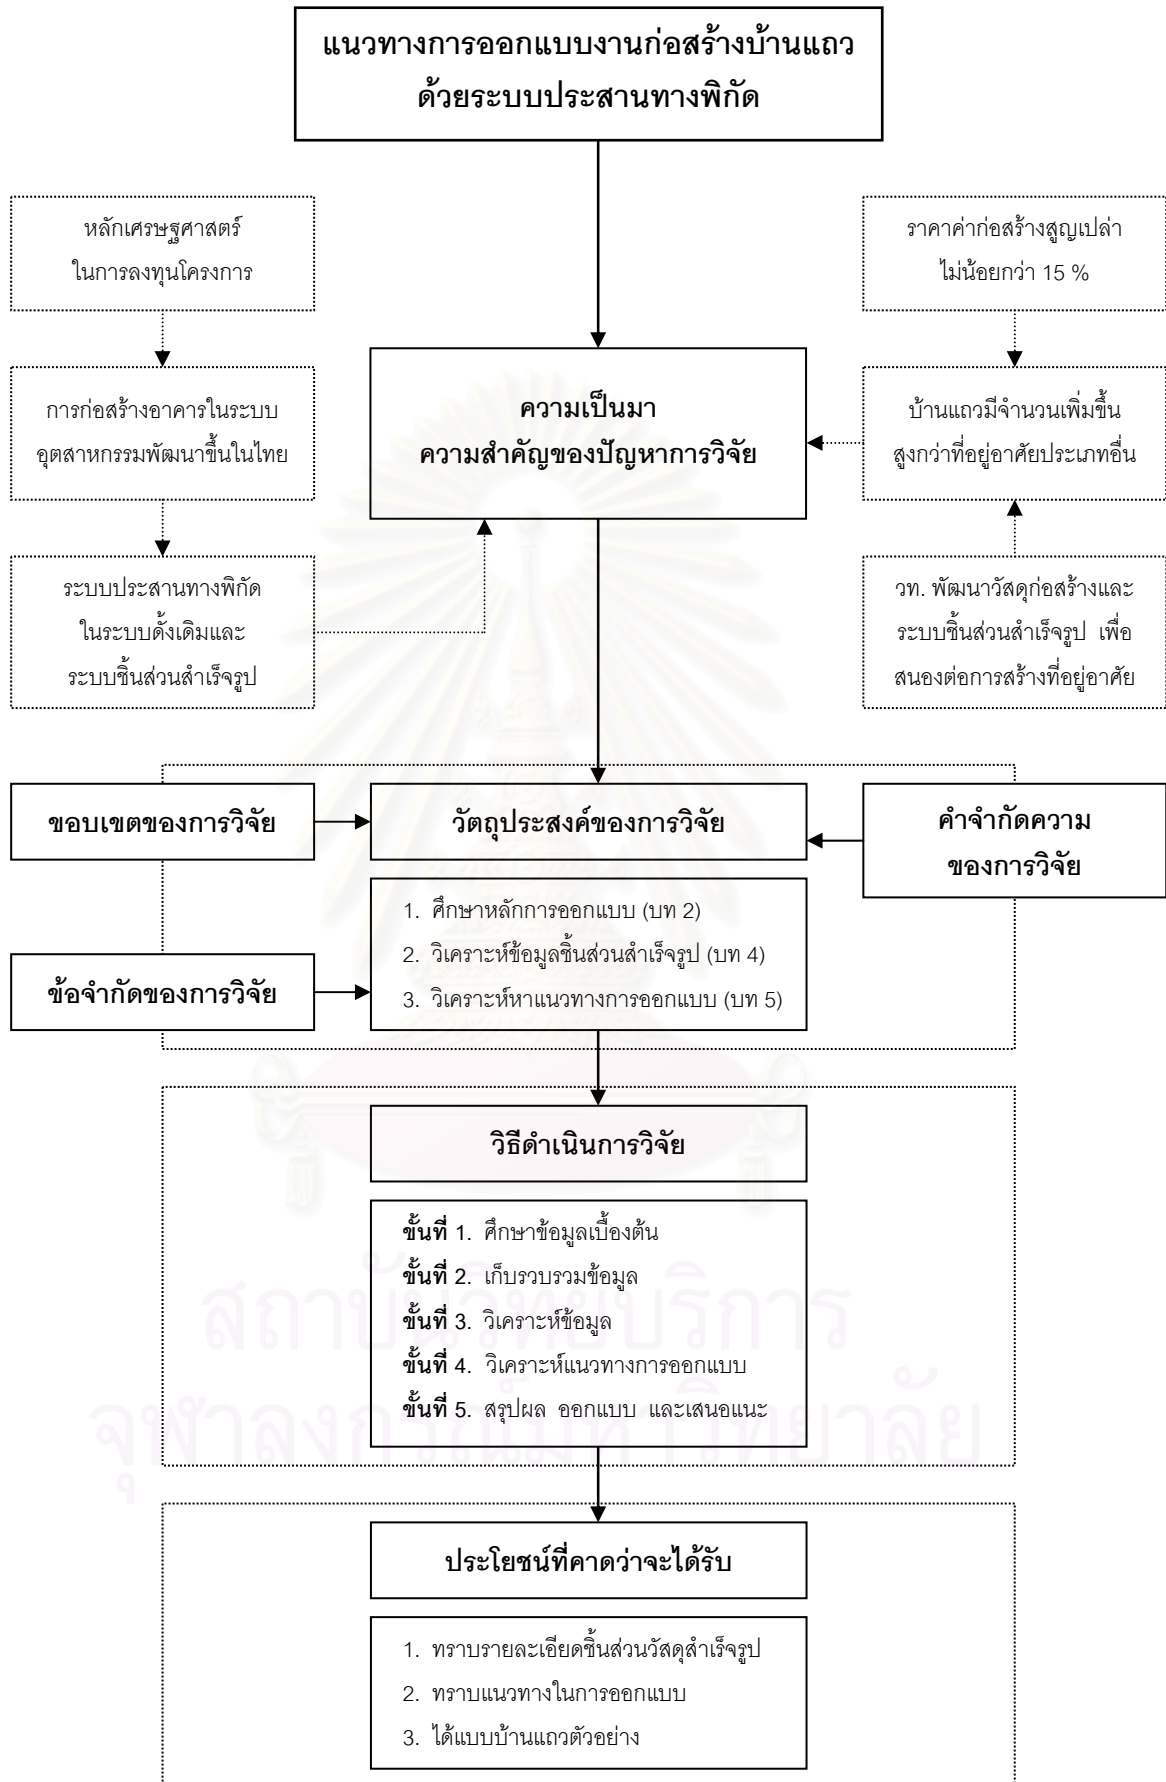 แนวทางการออกแบบงานก่อสร้างบ้านแถว
ด้วยระบบประสานทางพิกัด
หลักเศรษฐศาสตร์
ในการลงทุนโครงการ
ราคาค่าก่อสร้างสูญเปล่า
ไม่น้อยกว่า 15 %
การก่อสร้างอาคารในระบบ
อุตสาหกรรมพัฒนาขึ้นในไทย
ความเป็นมา
ความสำคัญของปัญหาการวิจัย
บ้านแถวมีจำนวนเพิ่มขึ้น
สูงกว่าที่อยู่อาศัยประเภทอื่น
ระบบประสานทางพิกัด
ในระบบดั้งเดิมและ
ระบบชิ้นส่วนสำเร็จรูป
วท. พัฒนาวัสดุก่อสร้างและ
ระบบชิ้นส่วนสำเร็จรูป เพื่อ
สนองต่อการสร้างที่อยู่อาศัย
ขอบเขตของการวิจัย
วัตถุประสงค์ของการวิจัย
คำจำกัดความ
ของการวิจัย
1. ศึกษาหลักการออกแบบ (บท 2)
2. วิเคราะห์ข้อมูลชิ้นส่วนสำเร็จรูป (บท 4)
3. วิเคราะห์หาแนวทางการออกแบบ (บท 5)
ข้อจำกัดของการวิจัย
วิธีดำเนินการวิจัย
ขั้นที่ 1. ศึกษาข้อมูลเบื้องต้น
ขั้นที่ 2. เก็บรวบรวมข้อมูล
ขั้นที่ 3. วิเคราะห์ข้อมูล
ขั้นที่ 4. วิเคราะห์แนวทางการออกแบบ
ขั้นที่ 5. สรุปผล ออกแบบ และเสนอแนะ
สถาบันวิทยบริการ
จุฬาลงกรณ์มหาวิทยาลัย
ประโยชน์ที่คาดว่าจะได้รับ
1. ทราบรายละเอียดชิ้นส่วนวัสดุสำเร็จรูป
2. ทราบแนวทางในการออกแบบ
3. ได้แบบบ้านแถวตัวอย่าง